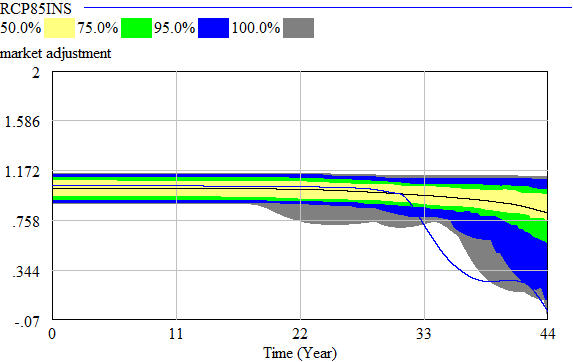 RCP85INS
50.0% 75.0% 95.0% 100.0%
market adjustment
2
1.586
1.172
.758
.344
-.07
0 11 22 33 44
Time (Year)